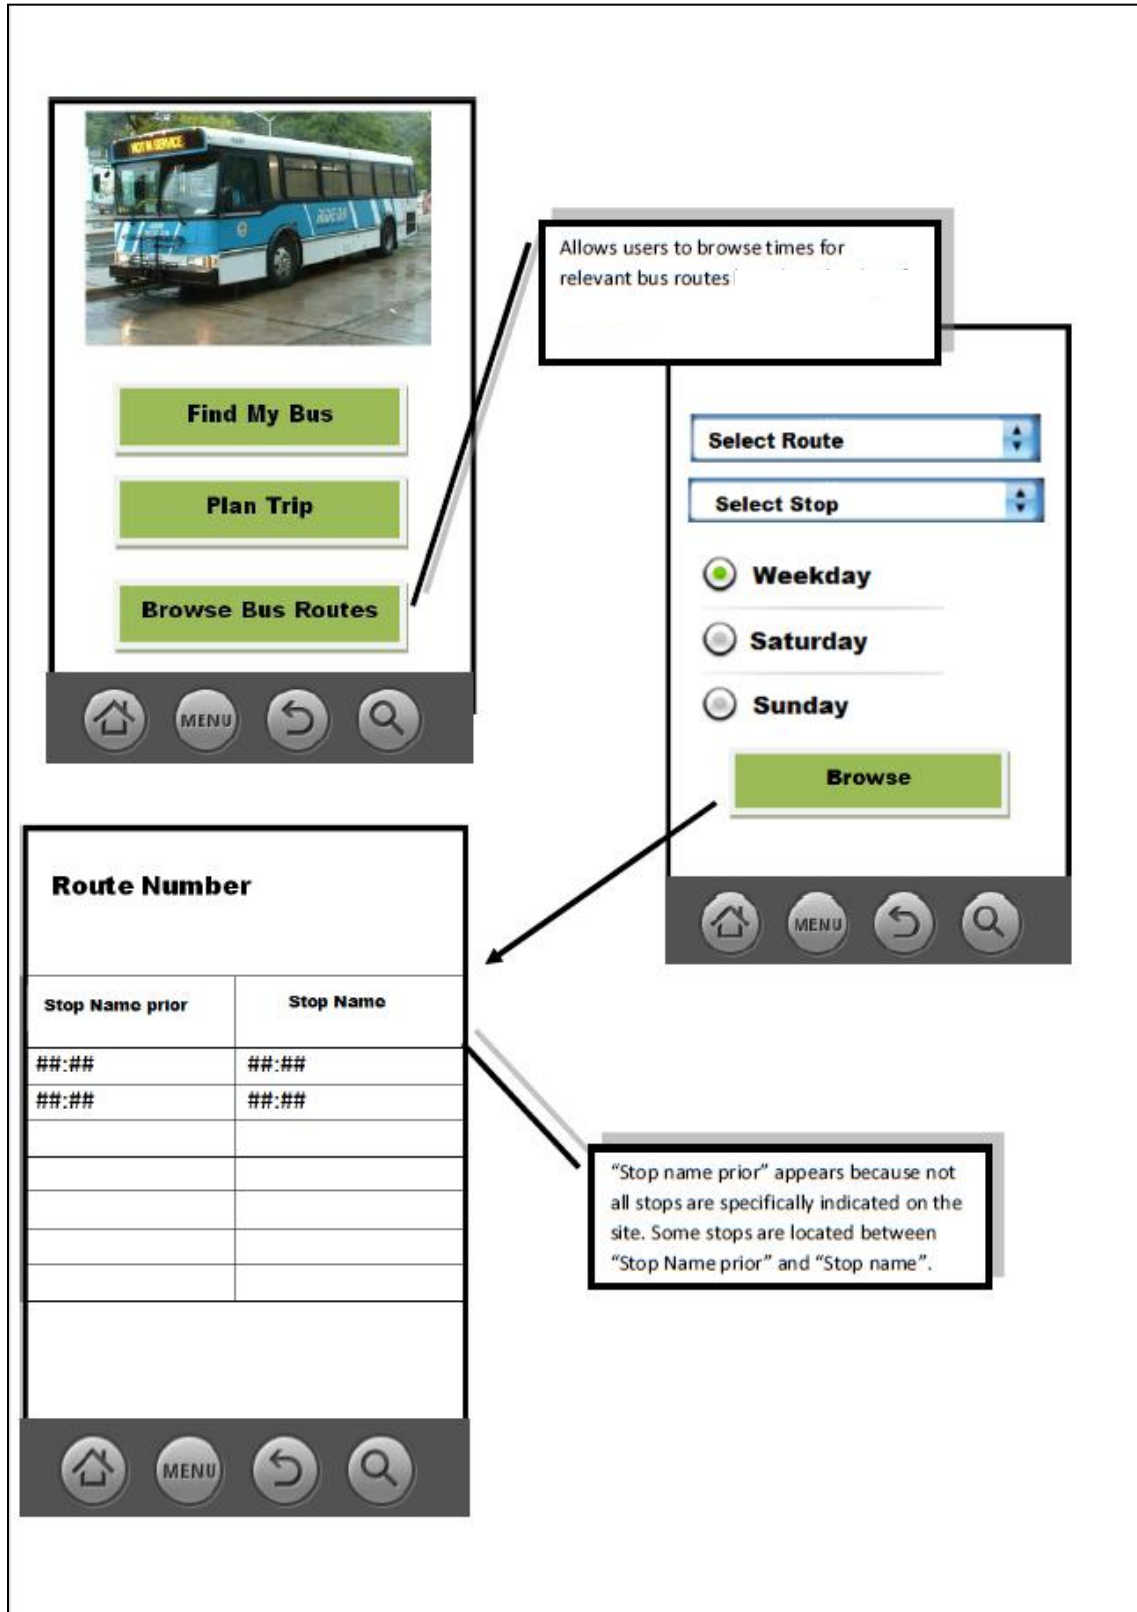 NOT IN SERVICE
Find My Bus
Plan Trip
Browse Bus Routes
MENU
Allows users to browse times for
relevant bus routes
Select Route
Select Stop
Weekday
Saturday
Sunday
Browse
MENU
Route Number
Stop Name prior Stop Name
##:## ##:##
##:## ##:##
MENU
“Stop name prior” appears because not
all stops are specifically indicated on the
site. Some stops are located between
“Stop Name prior” and “Stop name”.